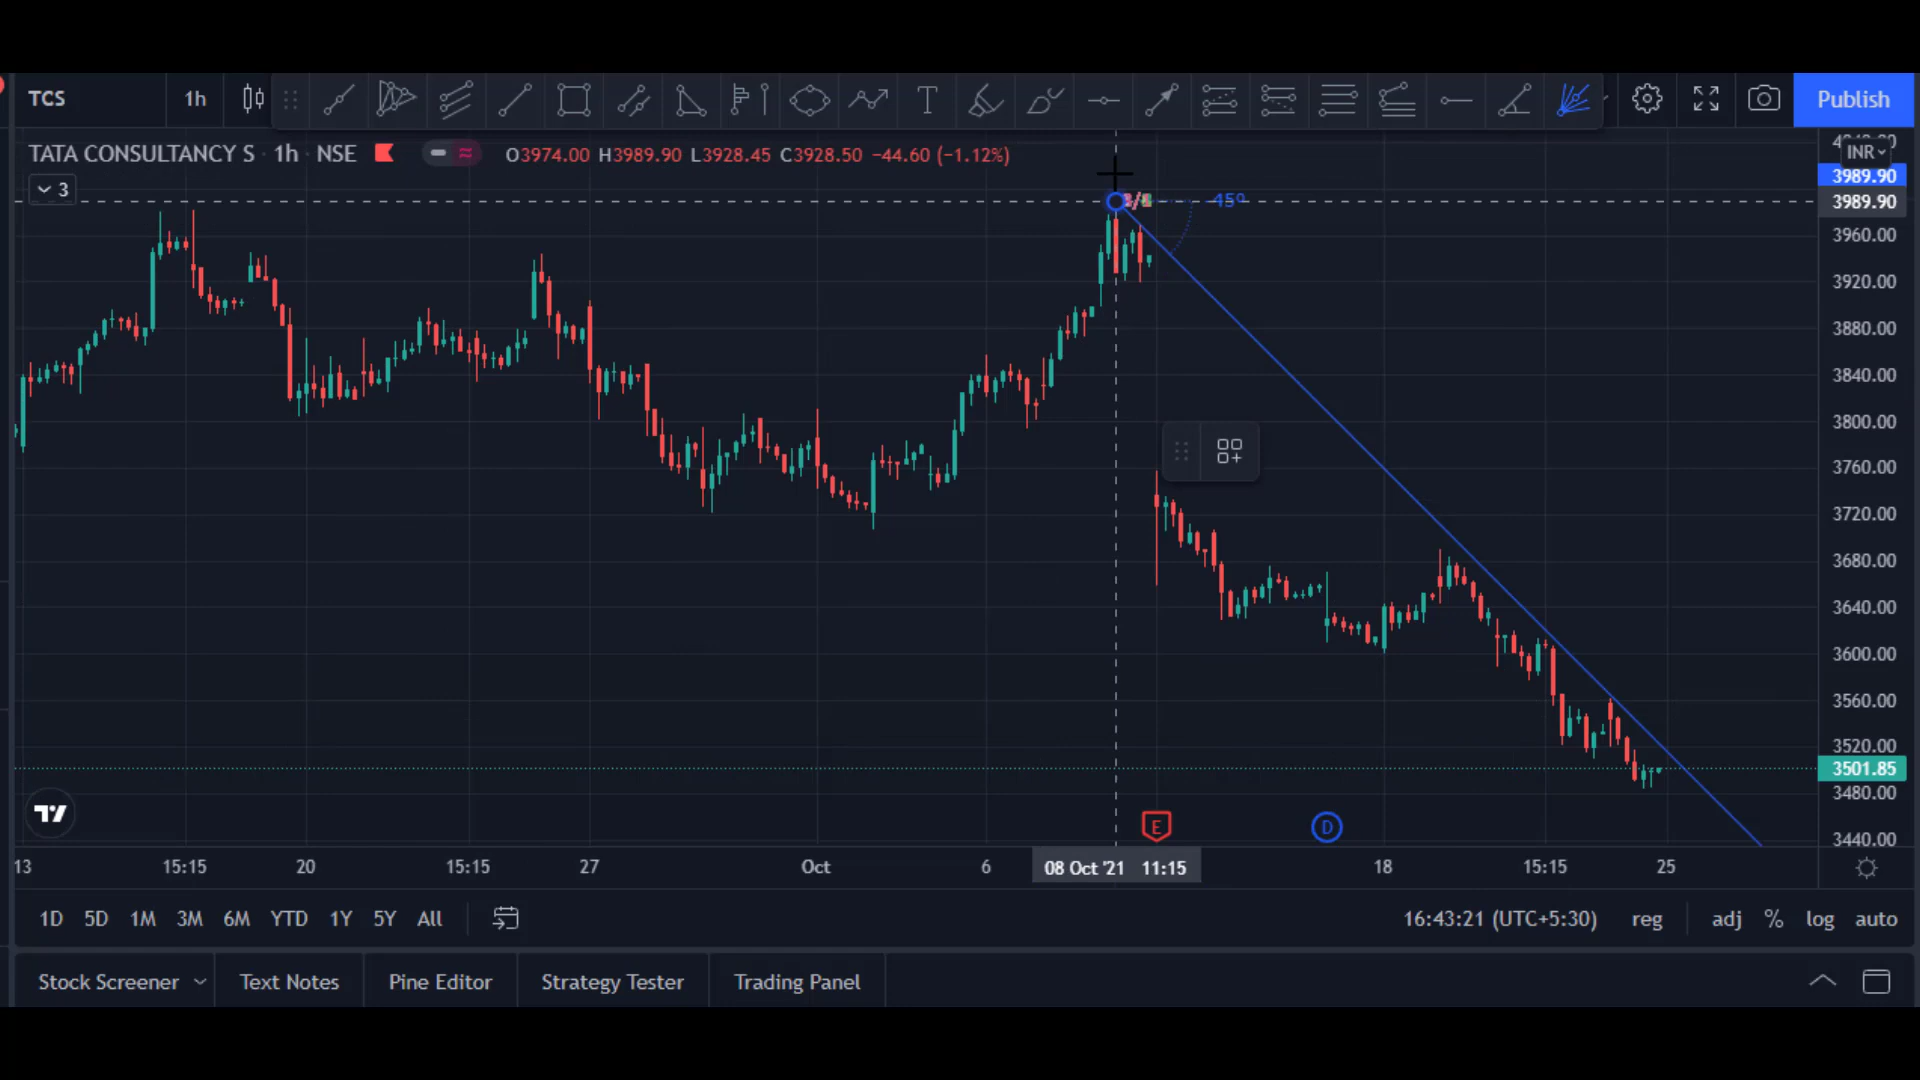 TCS 1h Publish
TATA CONSULTANCY S · 1h · NSE O3974.00 H3989.90 L3928.45 C3928.50 −44.60 (−1.12%)
INR
3989.90
3
-45º
3989.90
3960.00
3920.00
3880.00
3840.00
3800.00
3760.00
3720.00
3680.00
3640.00
3600.00
3560.00
3520.00
3501.85
3480.00
3440.00
E D
13 15:15 20 15:15 27 Oct 6 08 Oct '21 11:15 18 15:15 25
1D 5D 1M 3M 6M YTD 1Y 5Y All 16:43:21 (UTC+5:30) reg adj % log auto
Stock Screener Text Notes Pine Editor Strategy Tester Trading Panel